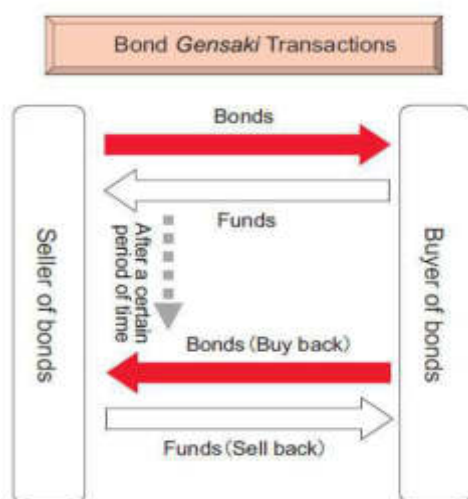 Bond Gensaki Transactions
Bonds
Funds
Seller of bonds
Buyer of bonds
After a certain
period of time
Bonds (Buy back)
Funds (Sell back)